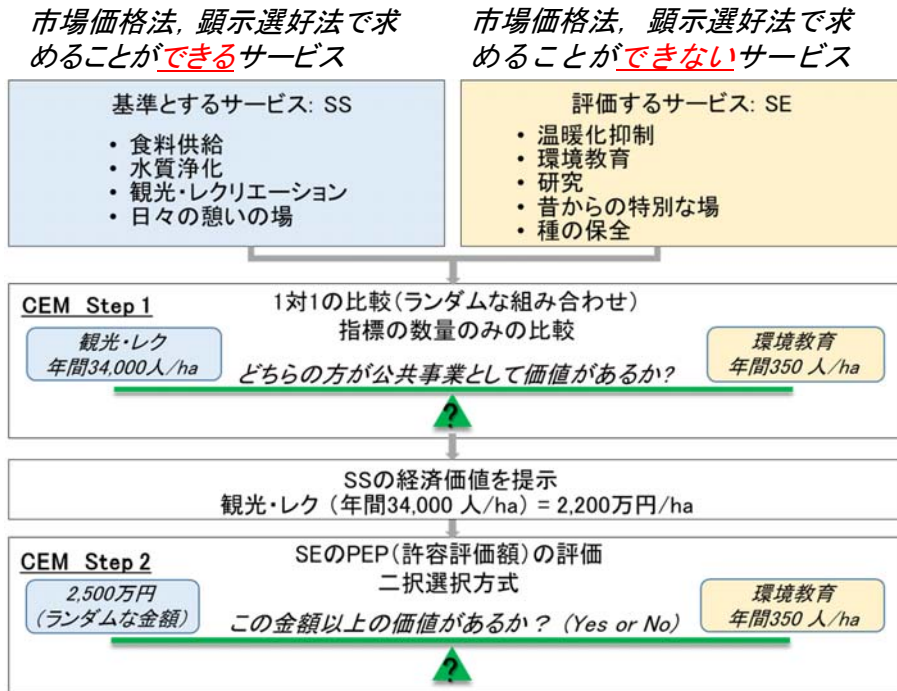 市場価格法, 顕示選好法で求
めることができるサービス
市場価格法, 顕示選好法で求
めることができないサービス
基準とするサービス: SS
• 食料供給
• 水質浄化
• 観光・レクリエーション
• 日々の憩いの場
評価するサービス: SE
• 温暖化抑制
• 環境教育
• 研究
• 昔からの特別な場
• 種の保全
CEM Step 1
1対1の比較(ランダムな組み合わせ)
指標の数量のみの比較
観光・レク
年間34,000人/ha
どちらの方が公共事業として価値があるか?
環境教育
年間350 人/ha
?
SSの経済価値を提示
観光・レク (年間34,000 人/ha) = 2,200万円/ha
CEM Step 2
SEのPEP(許容評価額)の評価
二択選択方式
2,500万円
(ランダムな金額)
この金額以上の価値があるか? (Yes or No)
環境教育
年間350 人/ha
?